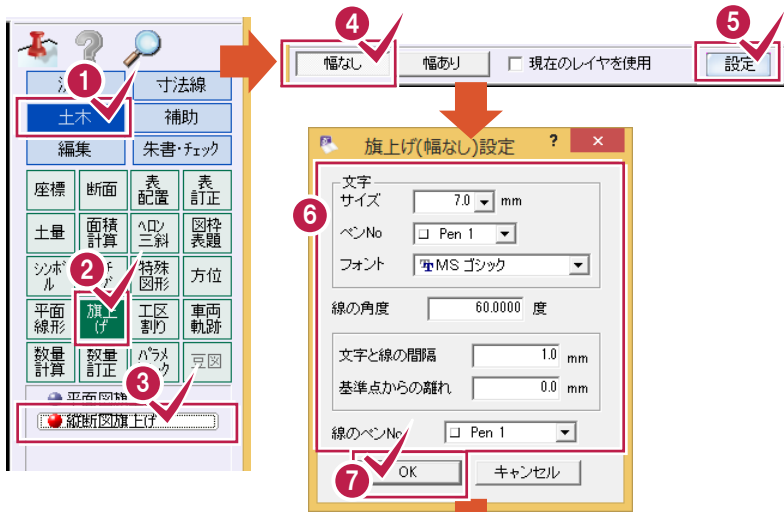 1
寸法線
土木
補助
編集
朱書・チェック
座標
断面
表
配置
表
訂正
土量
面積
計算
ヘロン
三斜
図枠
表題
シンボ
ル
2
特殊
図形
方位
平面
線形
旗上
げ
工区
割り
車両
軌跡
数量
計算
数量
訂正
豆図
3
縦断図旗上げ
4
幅なし
幅あり
現在のレイヤを使用
5
設定
旗上げ(幅なし)設定
?
×
6
文字
サイズ
7.0
mm
ペンNo
Pen 1
フォント
MS ゴシック
線の角度
60.0000
度
文字と線の間隔
1.0
mm
基準点からの離れ
0.0
mm
線のペンNo
Pen 1
7
OK
キャンセル